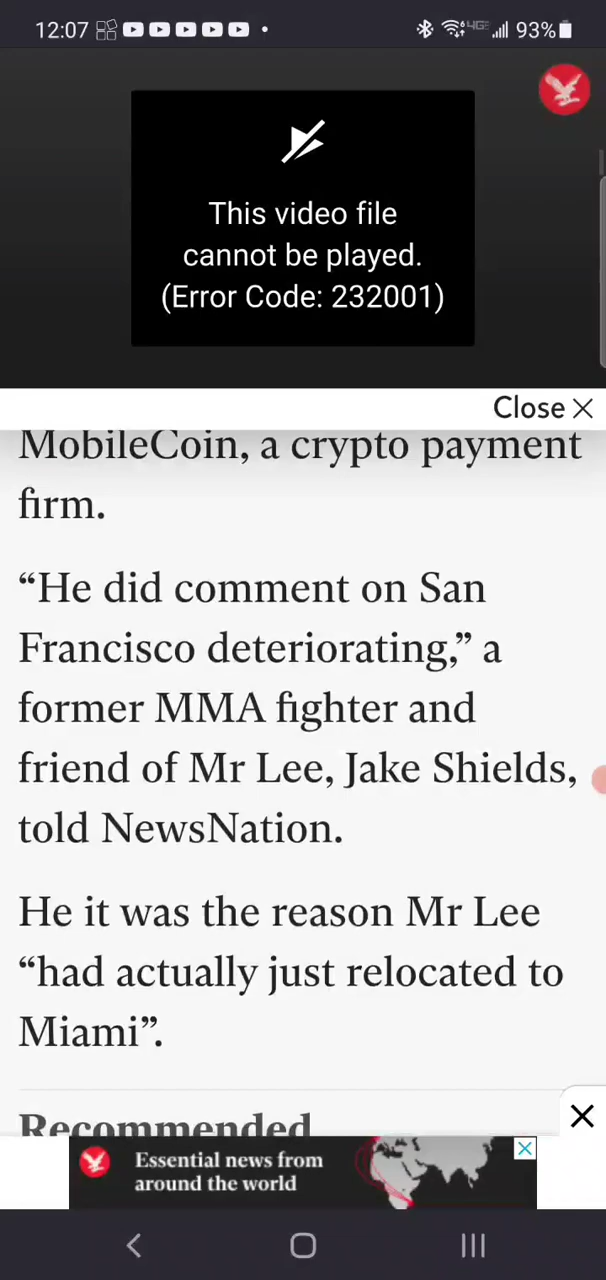 12:07 4GE 93%
This video file
cannot be played.
(Error Code: 232001)
Close
MobileCoin, a crypto payment
firm.
“He did comment on San
Francisco deteriorating,” a
former MMA fighter and
friend of Mr Lee, Jake Shields,
told NewsNation.
He it was the reason Mr Lee
“had actually just relocated to
Miami”.
Recommended
Essential news from
around the world